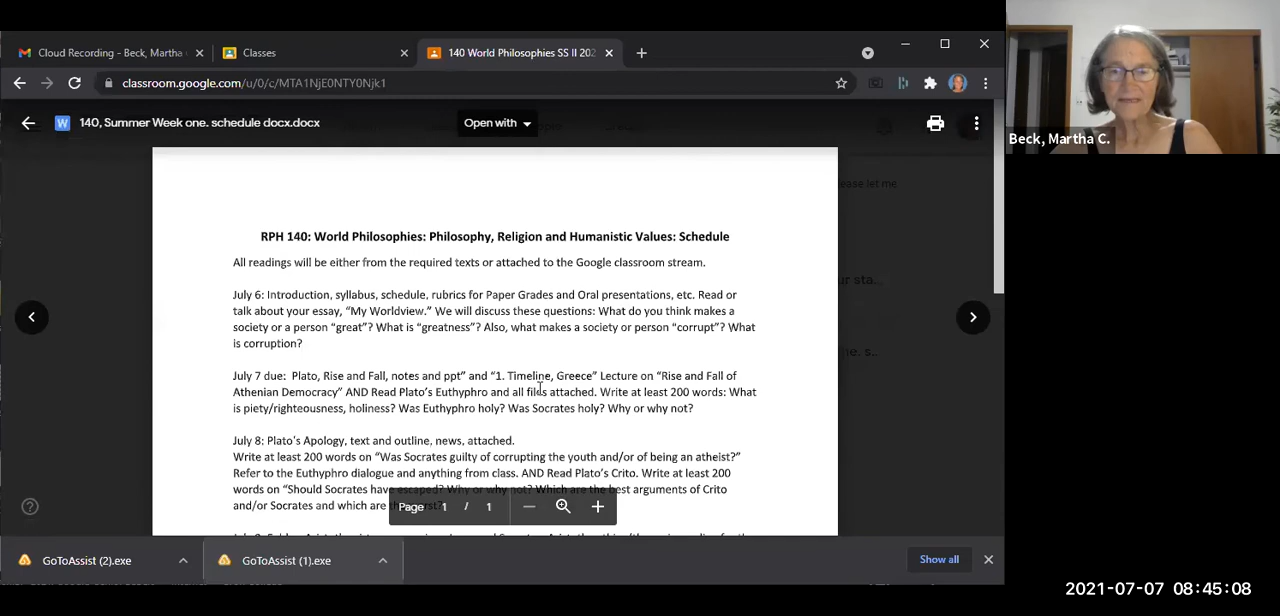 Cloud Recording - Beck, Martha
Classes
140 World Philosophies SS II 202
classroom.google.com/u/0/c/MTA1NjE0NTY0Njk1
140, Summer Week one. schedule docx.docx
Open with
ease let me
RPH 140: World Philosophies: Philosophy, Religion and Humanistic Values: Schedule
All readings will be either from the required texts or attached to the Google classroom stream.
July 6: Introduction, syllabus, schedule, rubrics for Paper Grades and Oral presentations, etc. Read or
talk about your essay, “My Worldview.” We will discuss these questions: What do you think makes a
society or a person “great”? What is “greatness”? Also, what makes a society or person “corrupt”? What
is corruption?
July 7 due: Plato, Rise and Fall, notes and ppt” and “1. Timeline, Greece” Lecture on “Rise and Fall of
Athenian Democracy” AND Read Plato’s Euthyphro and all files attached. Write at least 200 words: What
is piety/righteousness, holiness? Was Euthyphro holy? Was Socrates holy? Why or why not?
July 8: Plato’s Apology, text and outline, news, attached.
Write at least 200 words on “Was Socrates guilty of corrupting the youth and/or of being an atheist?”
Refer to the Euthyphro dialogue and anything from class. AND Read Plato’s Crito. Write at least 200
words on “Should Socrates have escaped? Why or why not? Which are the best arguments of Crito
and/or Socrates and which are
Page 1 / 1
GoToAssist (2).exe
GoToAssist (1).exe
Show all
Beck, Martha C.
2021-07-07 08:45:08